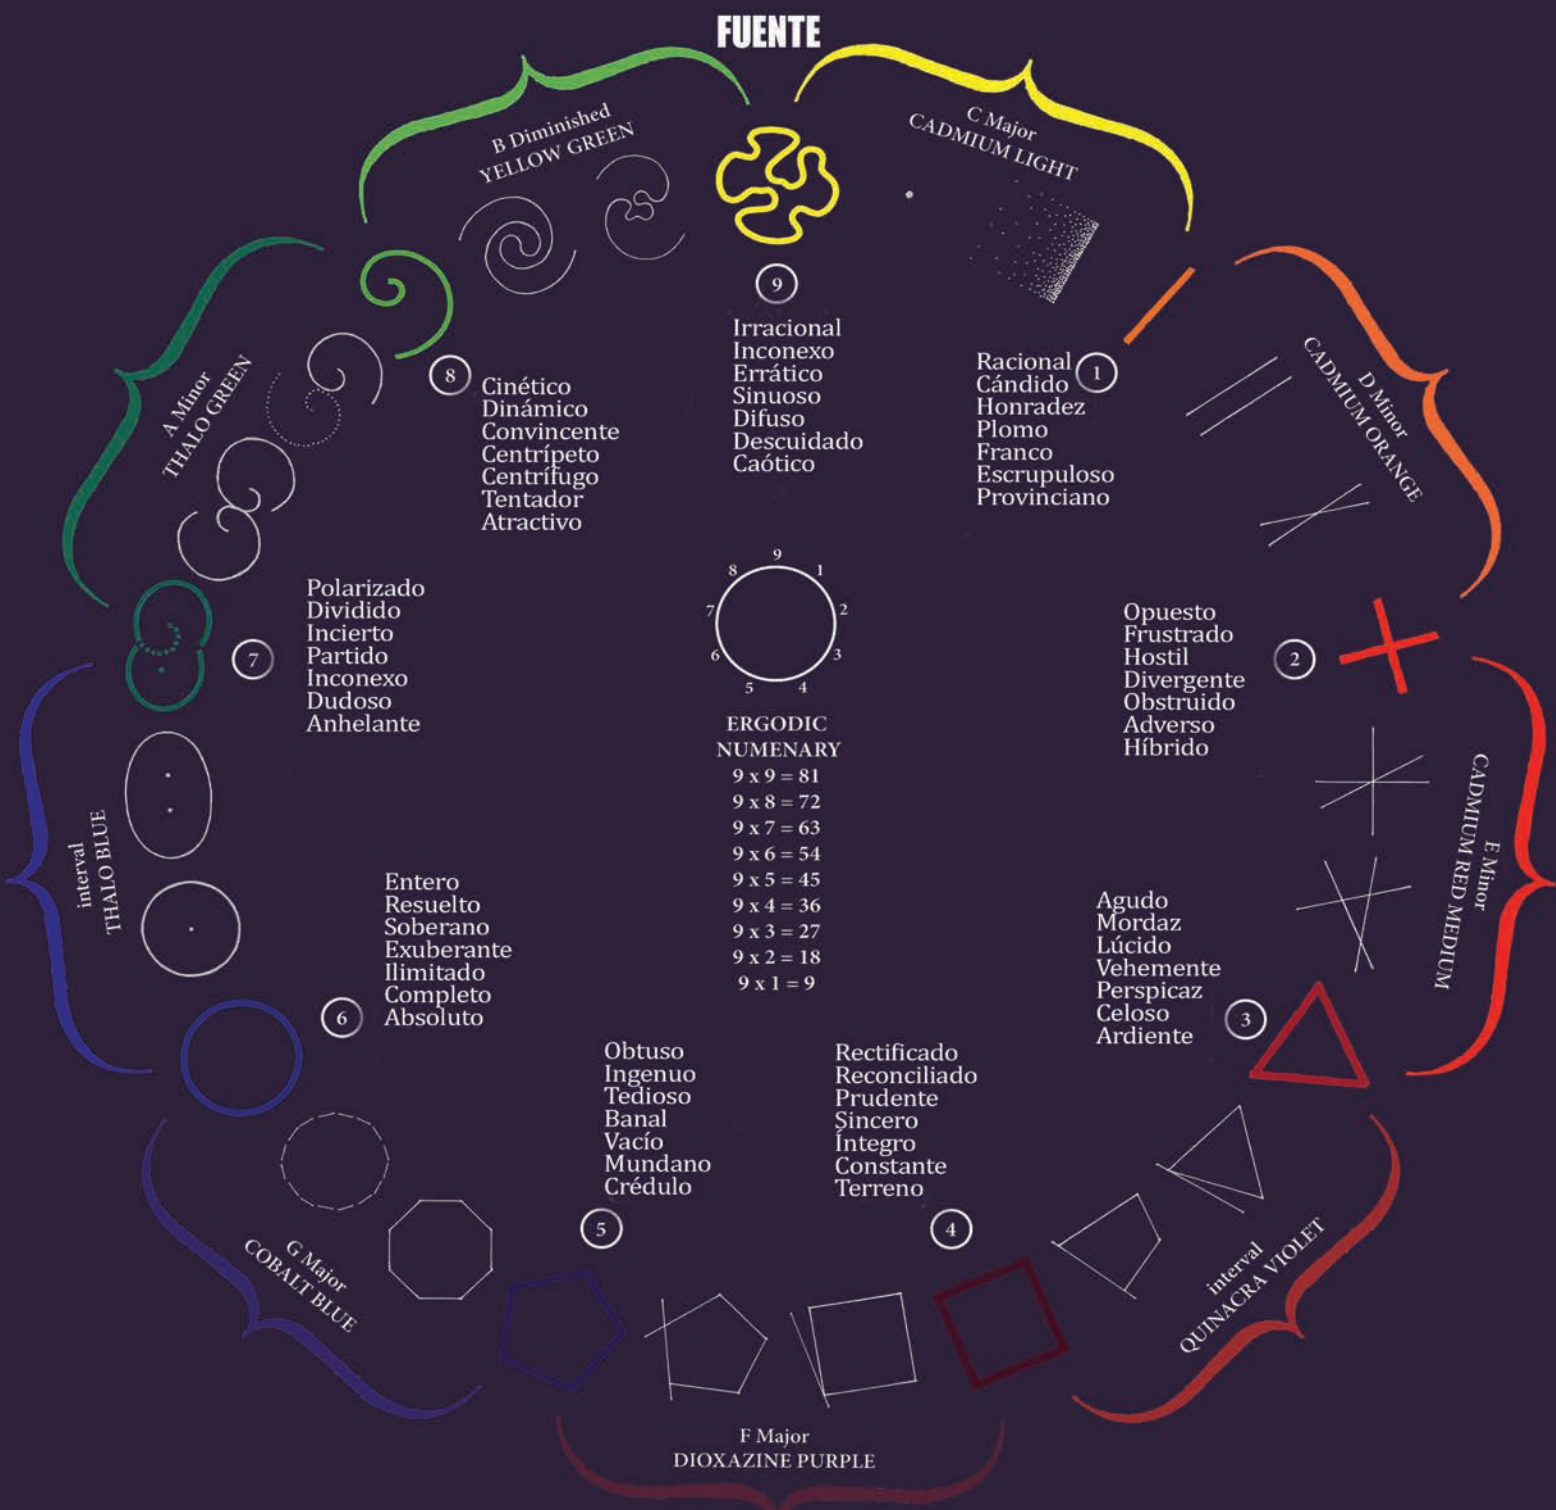 FUENTE
B Diminished
YELLOW GREEN
C Major
CADMIUM LIGHT
9
Irracional
Inconexo
Errático
Sinuoso
Difuso
Descuidado
Caótico
1
Racional
Cándido
Honradez
Plomo
Franco
Escrupuloso
Provinciano
D Minor
CADMIUM ORANGE
2
Opuesto
Frustrado
Hostil
Divergente
Obstruido
Adverso
Híbrido
E Minor
CADMIUM RED MEDIUM
3
Agudo
Mordaz
Lúcido
Vehemente
Perspicaz
Celoso
Ardiente
interval
QUINACRA VIOLET
4
Rectificado
Reconciliado
Prudente
Sincero
Íntegro
Constante
Terreno
F Major
DIOXAZINE PURPLE
5
Obtuso
Ingenuo
Tedioso
Banal
Vacío
Mundano
Crédulo
G Major
COBALT BLUE
6
Entero
Resuelto
Soberano
Exuberante
Ilimitado
Completo
Absoluto
interval
THALO BLUE
7
Polarizado
Dividido
Incierto
Partido
Inconexo
Dudoso
Anhelante
A Minor
THALO GREEN
8
Cinético
Dinámico
Convincente
Centrípeto
Centrífugo
Tentador
Atractivo
9
8
1
7
2
6
3
5
4
ERGODIC
NUMENARY
9 x 9 = 81
9 x 8 = 72
9 x 7 = 63
9 x 6 = 54
9 x 5 = 45
9 x 4 = 36
9 x 3 = 27
9 x 2 = 18
9 x 1 = 9